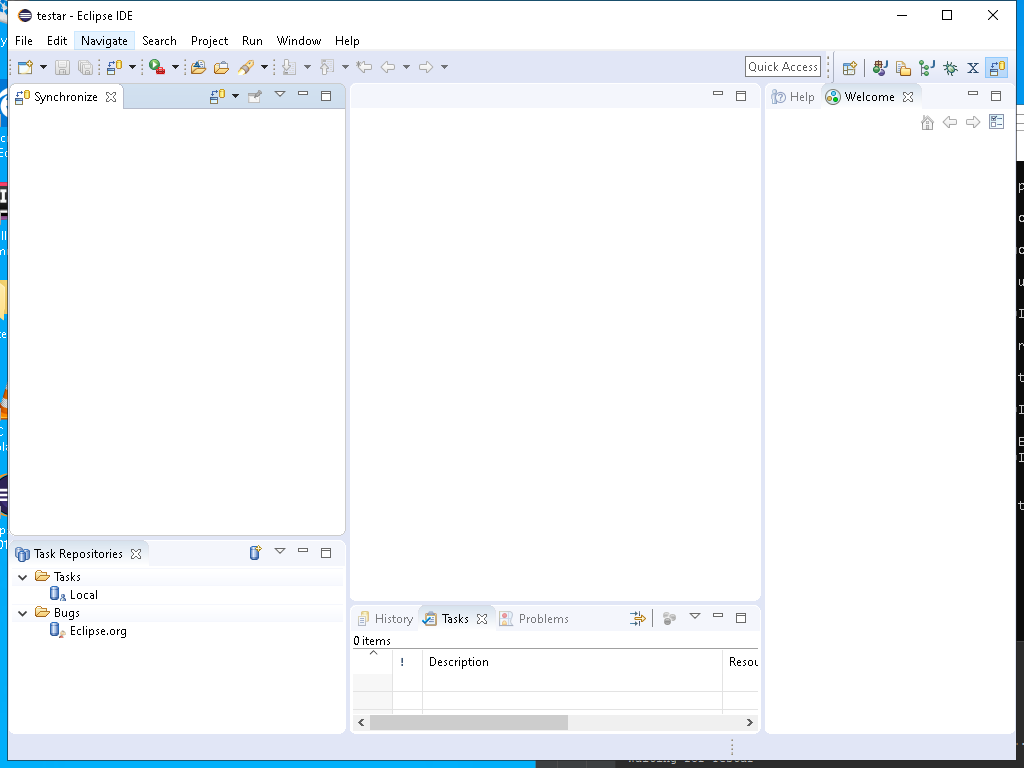 testar - Eclipse IDE
File Edit Navigate Search Project Run Window Help
Quick Access
Synchronize
Help Welcome
Task Repositories
Tasks
Local
Bugs
Eclipse.org
History Tasks Problems
0 items
! Description Resou